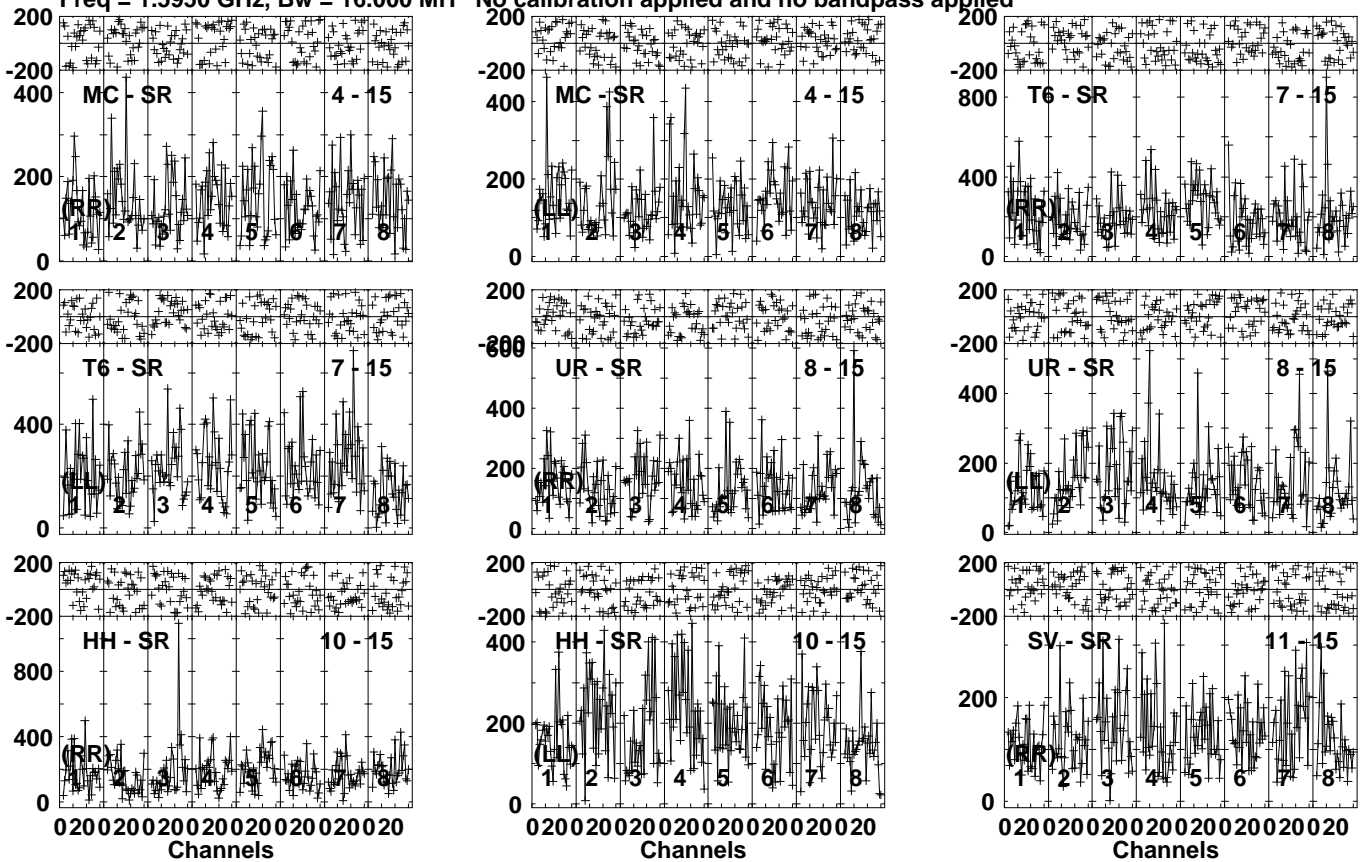 Freq = 1.5950 GHz, Bw = 16.000 MH No calibration applied and no bandpass applied
200 200 200
-200 -200 -200
400 MC - SR 4 - 15 400 MC - SR 4 - 15 800 T6 - SR 7 - 15
200 200 400
(RR) (LL) (RR)
1 2 3 4 5 6 7 8 1 2 3 4 5 6 7 8 1 2 3 4 5 6 7 8
0 0 0
200 200 200
-200 -200 -200
600
T6 - SR 7 - 15 UR - SR 8 - 15 UR - SR 8 - 15
400 400 400
200 200
(LL) (RR) (LL)
1 2 3 4 5 6 7 8 1 2 3 4 5 6 7 8 1 2 3 4 5 6 7 8
0 0 0
200 200 200
-200 -200 -200
HH - SR 10 - 15 400 HH - SR 10 - 15 SV - SR 11 - 15
800
400 200 200
(RR) (LL) (RR)
1 2 3 4 5 6 7 8 1 2 3 4 5 6 7 8 1 2 3 4 5 6 7 8
0 0 0
020020020020020020020020 020020020020020020020020 020020020020020020020020
Channels Channels Channels